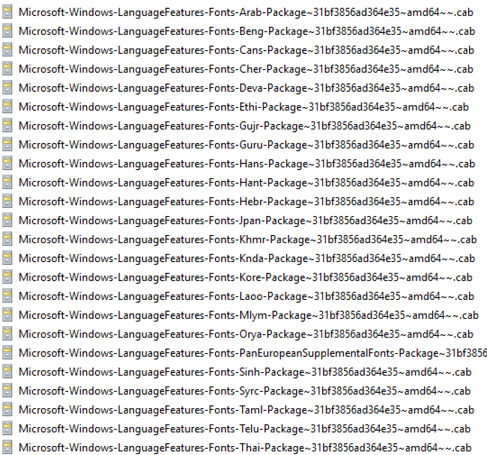 Microsoft-Windows-LanguageFeatures-Fonts-Arab-Package~31bf3856ad364e35~amd64~~.cab
Microsoft-Windows-LanguageFeatures-Fonts-Beng-Package~31bf3856ad364e35~amd64~~.cab
Microsoft-Windows-LanguageFeatures-Fonts-Cans-Package~31bf3856ad364e35~amd64~~.cab
Microsoft-Windows-LanguageFeatures-Fonts-Cher-Package~31bf3856ad364e35~amd64~~.cab
Microsoft-Windows-LanguageFeatures-Fonts-Deva-Package~31bf3856ad364e35~amd64~~.cab
Microsoft-Windows-LanguageFeatures-Fonts-Ethi-Package~31bf3856ad364e35~amd64~~.cab
Microsoft-Windows-LanguageFeatures-Fonts-Gujr-Package~31bf3856ad364e35~amd64~~.cab
Microsoft-Windows-LanguageFeatures-Fonts-Guru-Package~31bf3856ad364e35~amd64~~.cab
Microsoft-Windows-LanguageFeatures-Fonts-Hans-Package~31bf3856ad364e35~amd64~~.cab
Microsoft-Windows-LanguageFeatures-Fonts-Hant-Package~31bf3856ad364e35~amd64~~.cab
Microsoft-Windows-LanguageFeatures-Fonts-Hebr-Package~31bf3856ad364e35~amd64~~.cab
Microsoft-Windows-LanguageFeatures-Fonts-Jpan-Package~31bf3856ad364e35~amd64~~.cab
Microsoft-Windows-LanguageFeatures-Fonts-Khmr-Package~31bf3856ad364e35~amd64~~.cab
Microsoft-Windows-LanguageFeatures-Fonts-Knda-Package~31bf3856ad364e35~amd64~~.cab
Microsoft-Windows-LanguageFeatures-Fonts-Kore-Package~31bf3856ad364e35~amd64~~.cab
Microsoft-Windows-LanguageFeatures-Fonts-Laoo-Package~31bf3856ad364e35~amd64~~.cab
Microsoft-Windows-LanguageFeatures-Fonts-Mlym-Package~31bf3856ad364e35~amd64~~.cab
Microsoft-Windows-LanguageFeatures-Fonts-Orya-Package~31bf3856ad364e35~amd64~~.cab
Microsoft-Windows-LanguageFeatures-Fonts-PanEuropeanSupplementalFonts-Package~31bf3856
Microsoft-Windows-LanguageFeatures-Fonts-Sinh-Package~31bf3856ad364e35~amd64~~.cab
Microsoft-Windows-LanguageFeatures-Fonts-Syrc-Package~31bf3856ad364e35~amd64~~.cab
Microsoft-Windows-LanguageFeatures-Fonts-Taml-Package~31bf3856ad364e35~amd64~~.cab
Microsoft-Windows-LanguageFeatures-Fonts-Telu-Package~31bf3856ad364e35~amd64~~.cab
Microsoft-Windows-LanguageFeatures-Fonts-Thai-Package~31bf3856ad364e35~amd64~~.cab